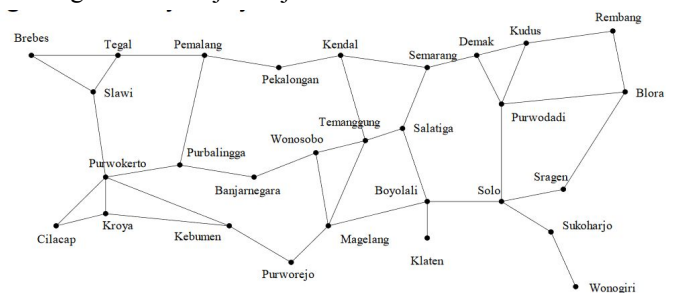 Rembang
Brebes
Tegal
Pemalang
Kendal
Semarang
Demak
Kudus
Pekalongan
Slawi
Blora
Temanggung
Salatiga
Purwodadi
Wonosobo
Purwokerto
Purbalingga
Banjarnegara
Boyolali
Solo
Sragen
Cilacap
Kroya
Kebumen
Magelang
Sukoharjo
Klaten
Purworejo
Wonogiri